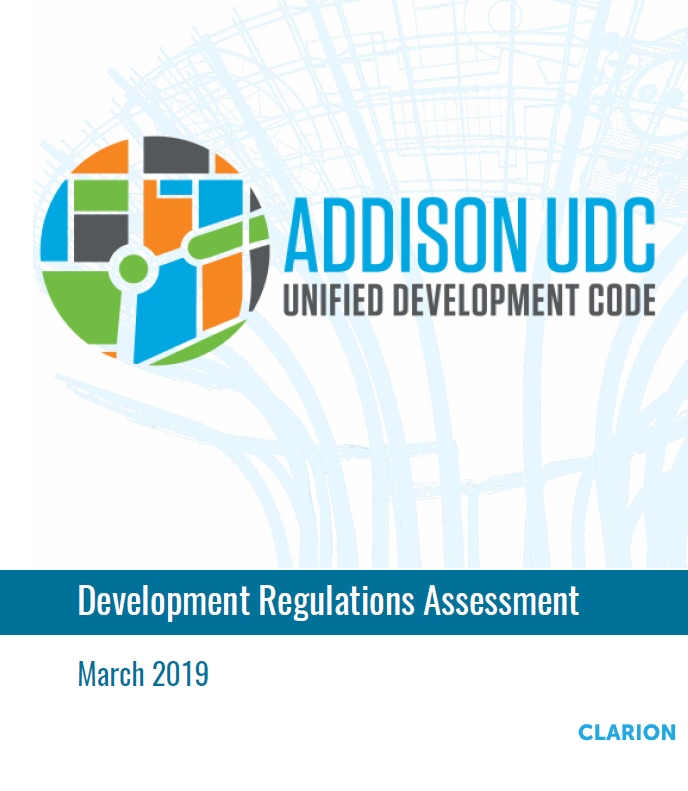 ADDISON UDC
UNIFIED DEVELOPMENT CODE
Development Regulations Assessment
March 2019
CLARION